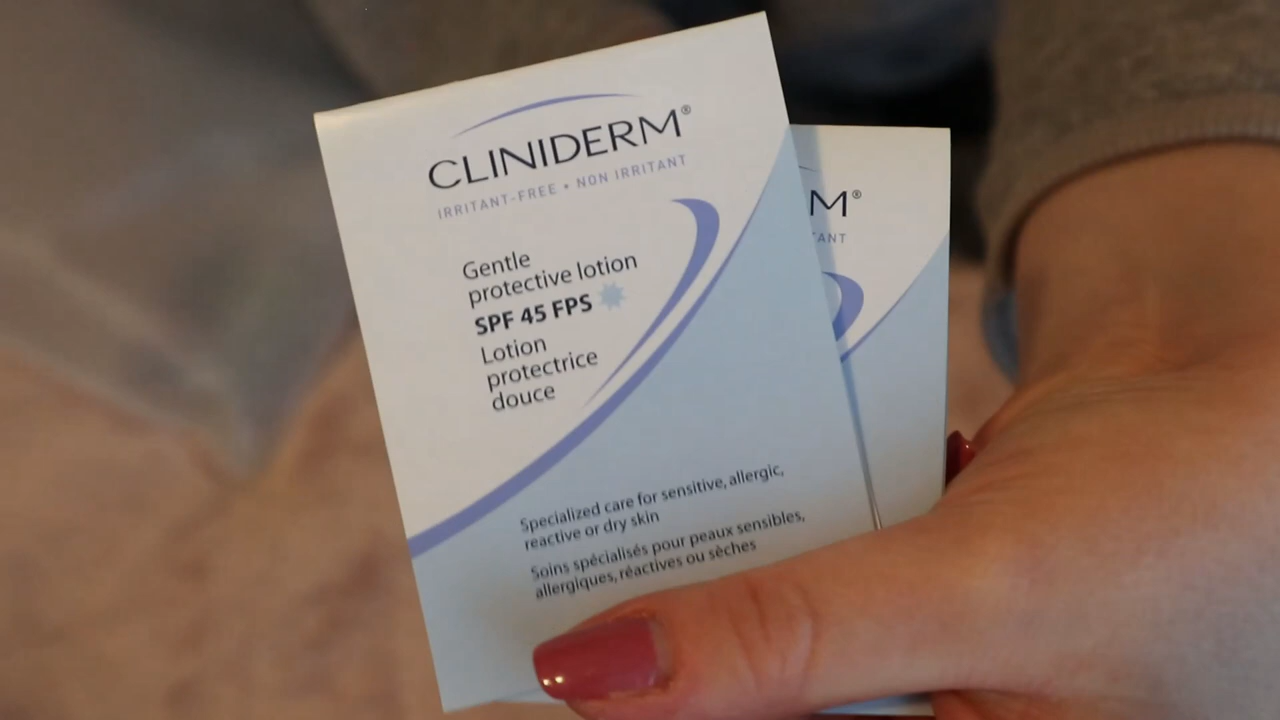 CLINIDERM®
IRRITANT-FREE • NON IRRITANT
Gentle
protective lotion
SPF 45 FPS
Lotion
protectrice
douce
Specialized care for sensitive, allergic,
reactive or dry skin
Soins spécialisés pour peaux sensibles,
allergiques, réactives ou sèches
M®
TANT